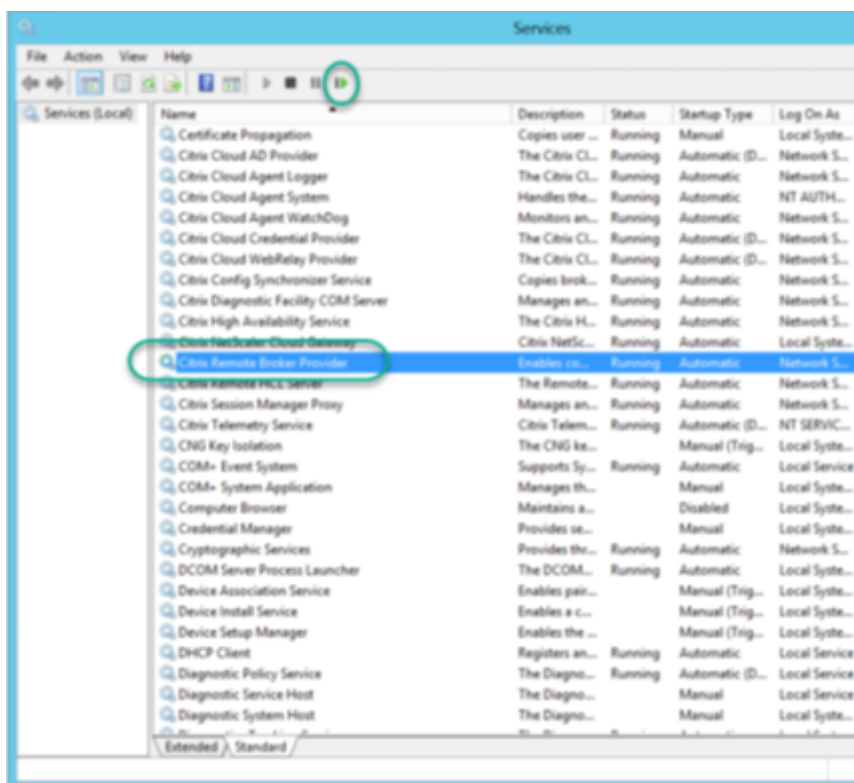 Services
File Action View Help
Services (Local)
Name Description Status Startup Type Log On As
Certificate Propagation Copies user ... Running Manual Local Syste...
Citrix Cloud AD Provider The Citrix Cl... Running Automatic (D... Network S...
Citrix Cloud Agent Logger The Citrix Cl... Running Automatic Network S...
Citrix Cloud Agent System Handles the... Running Automatic NT AUTH...
Citrix Cloud Agent WatchDog Monitors an... Running Automatic Network S...
Citrix Cloud Credential Provider The Citrix Cl... Running Automatic (D... Network S...
Citrix Cloud WebRelay Provider The Citrix Cl... Running Automatic (D... Network S...
Citrix Config Synchronizer Service Copies brok... Running Automatic Network S...
Citrix Diagnostic Facility COM Server Manages an... Running Automatic Network S...
Citrix High Availability Service The Citrix H... Running Automatic Network S...
Citrix NetScaler Cloud Gateway Citrix NetSc... Running Automatic Local Syste...
Citrix Remote Broker Provider Enables co... Running Automatic Network S...
Citrix Remote HCL Server The Remote... Running Automatic Network S...
Citrix Session Manager Proxy Manages an... Running Automatic Network S...
Citrix Telemetry Service Citrix Telem... Running Automatic (D... NT SERVIC...
CNG Key Isolation The CNG ke... Manual (Trig... Local Syste...
COM+ Event System Supports Sy... Running Automatic Local Service
COM+ System Application Manages th... Manual Local Syste...
Computer Browser Maintains a... Disabled Local Syste...
Credential Manager Provides se... Manual Local Syste...
Cryptographic Services Provides thr... Running Automatic Network S...
DCOM Server Process Launcher The DCOM... Running Automatic Local Syste...
Device Association Service Enables pair... Manual (Trig... Local Syste...
Device Install Service Enables a c... Manual (Trig... Local Syste...
Device Setup Manager Enables the ... Manual (Trig... Local Syste...
DHCP Client Registers an... Running Automatic Local Service
Diagnostic Policy Service The Diagno... Running Automatic (D... Local Service
Diagnostic Service Host The Diagno... Manual Local Service
Diagnostic System Host The Diagno... Manual Local Syste...
Extended Standard